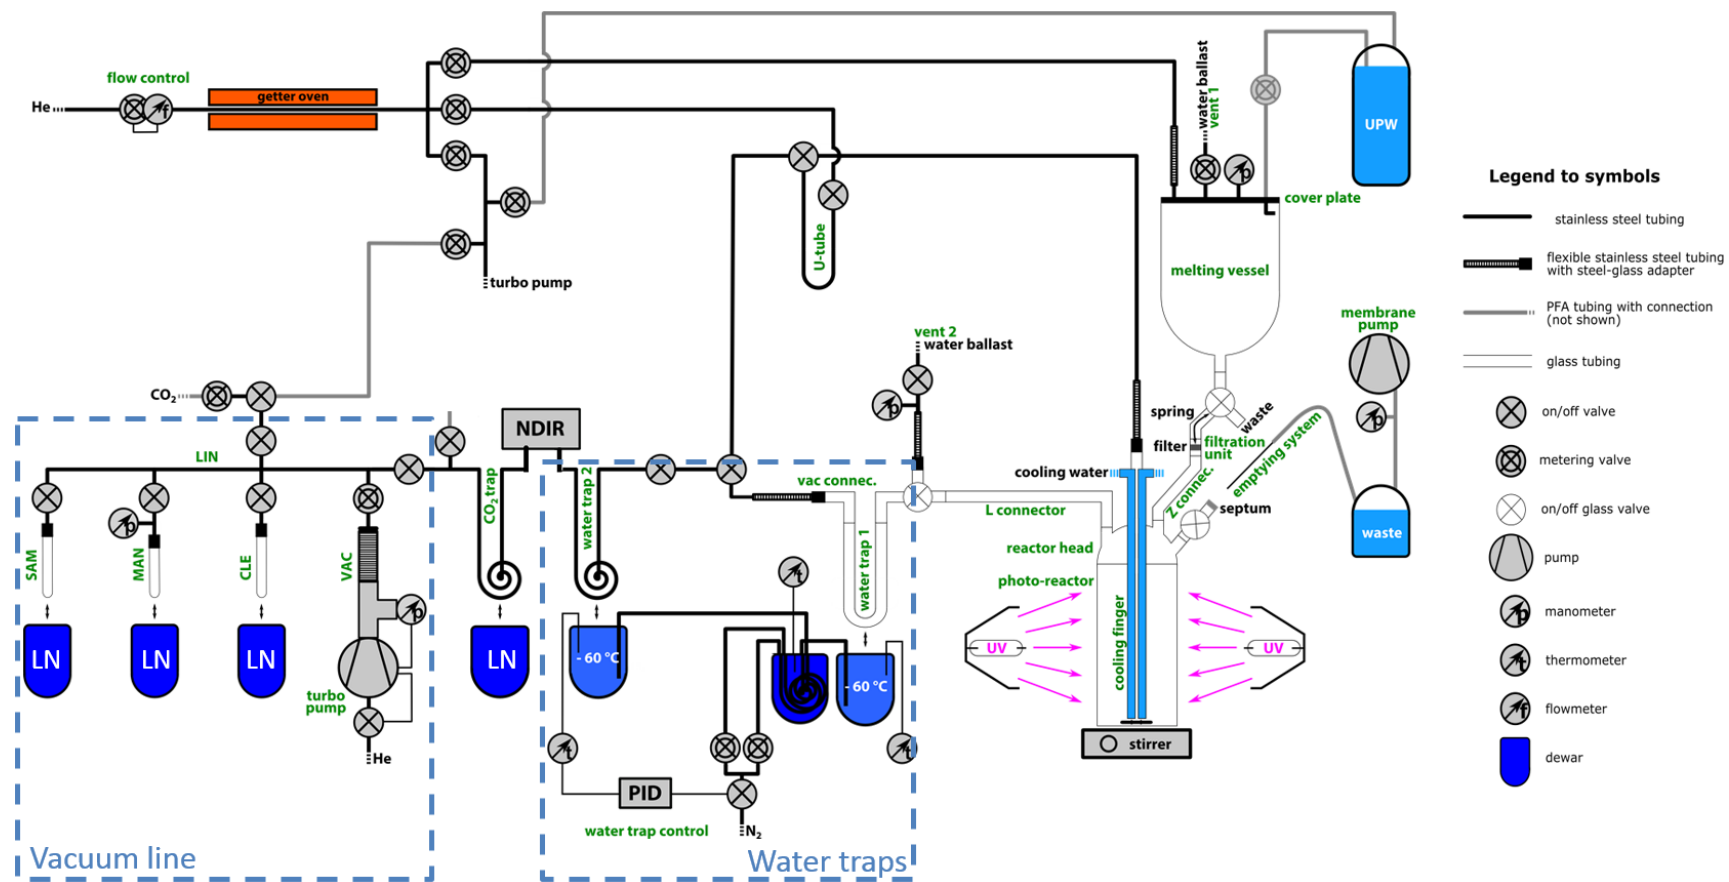 flow control
He
f
getter oven
turbo pump
U-tube
water ballast
vent 1
p
cover plate
melting vessel
UPW
Legend to symbols
stainless steel tubing
flexible stainless steel tubing
with steel-glass adapter
PFA tubing with connection
(not shown)
glass tubing
on/off valve
metering valve
on/off glass valve
pump
p
manometer
t
thermometer
f
flowmeter
dewar
membrane
pump
p
waste
vent 2
water ballast
p
CO₂
LIN
NDIR
CO₂ trap
water trap 2
vac connec.
water trap 1
L connector
cooling water
spring
filter
filtration
unit
waste
emptying system
Z connec.
septum
reactor head
photo-reactor
cooling finger
UV
UV
stirrer
SAM
p
MAN
CLE
VAC
p
LN
LN
LN
LN
turbo
pump
He
- 60 °C
t
- 60 °C
t
t
PID
water trap control
N₂
Vacuum line
Water traps